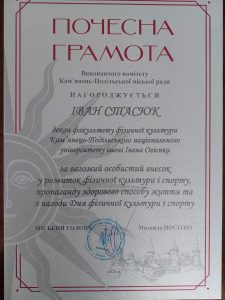 ПОЧЕСНА
ГРАМОТА
Виконавчого комітету
Кам'янець-Подільської міської ради
НАГОРОДЖУЄТЬСЯ
ІВАН СТАСЮК
декан факультету фізичної культури
Кам'янець-Подільського національного
університету імені Івана Огієнка
за вагомий особистий внесок
у розвиток фізичної культури і спорту,
пропаганду здорового способу життя та
з нагоди Дня фізичної культури і спорту
МІСЬКИЙ ГОЛОВА Михайло ПОСІТКО